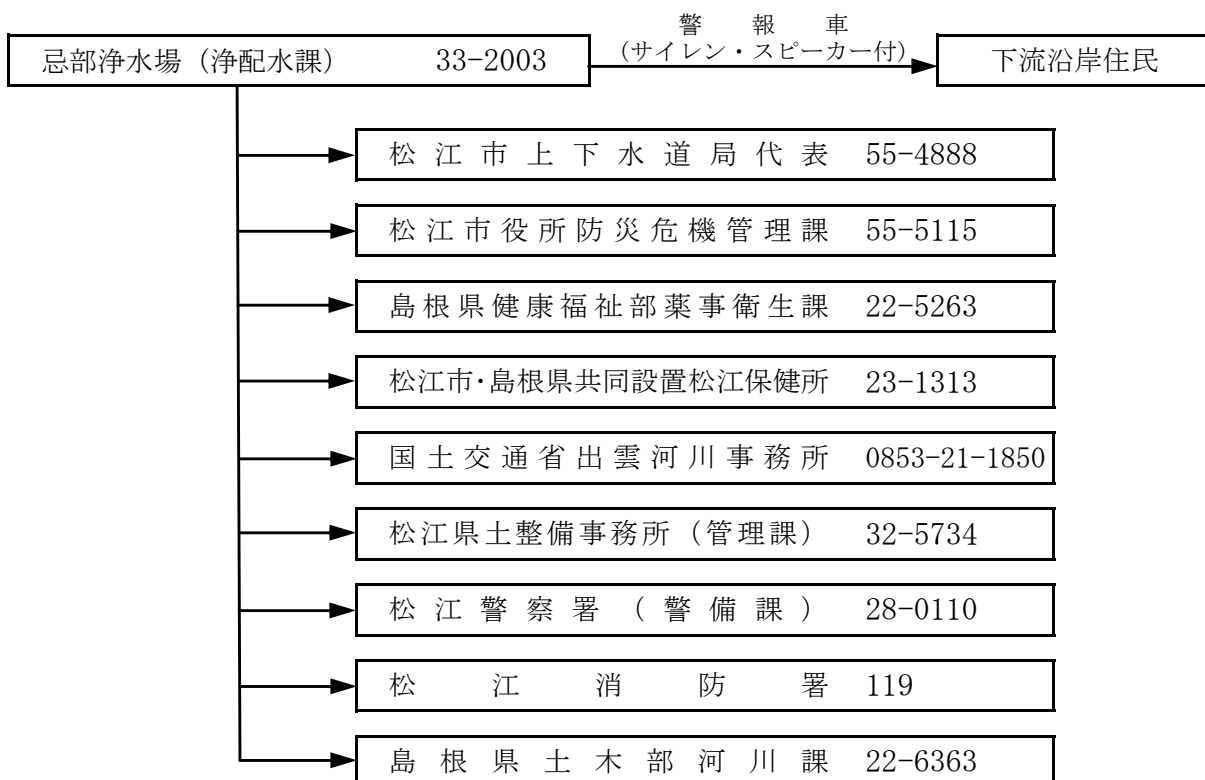 警報車
忌部浄水場（浄配水課） 33-2003
(サイレン・スピーカー付)
下流沿岸住民
松江市上下水道局代表 55-4888
松江市役所防災危機管理課 55-5115
島根県健康福祉部薬事衛生課 22-5263
松江市・島根県共同設置松江保健所 23-1313
国土交通省出雲河川事務所 0853-21-1850
松江県土整備事務所（管理課） 32-5734
松江警察署（警備課） 28-0110
松江消防署 119
島根県土木部河川課 22-6363